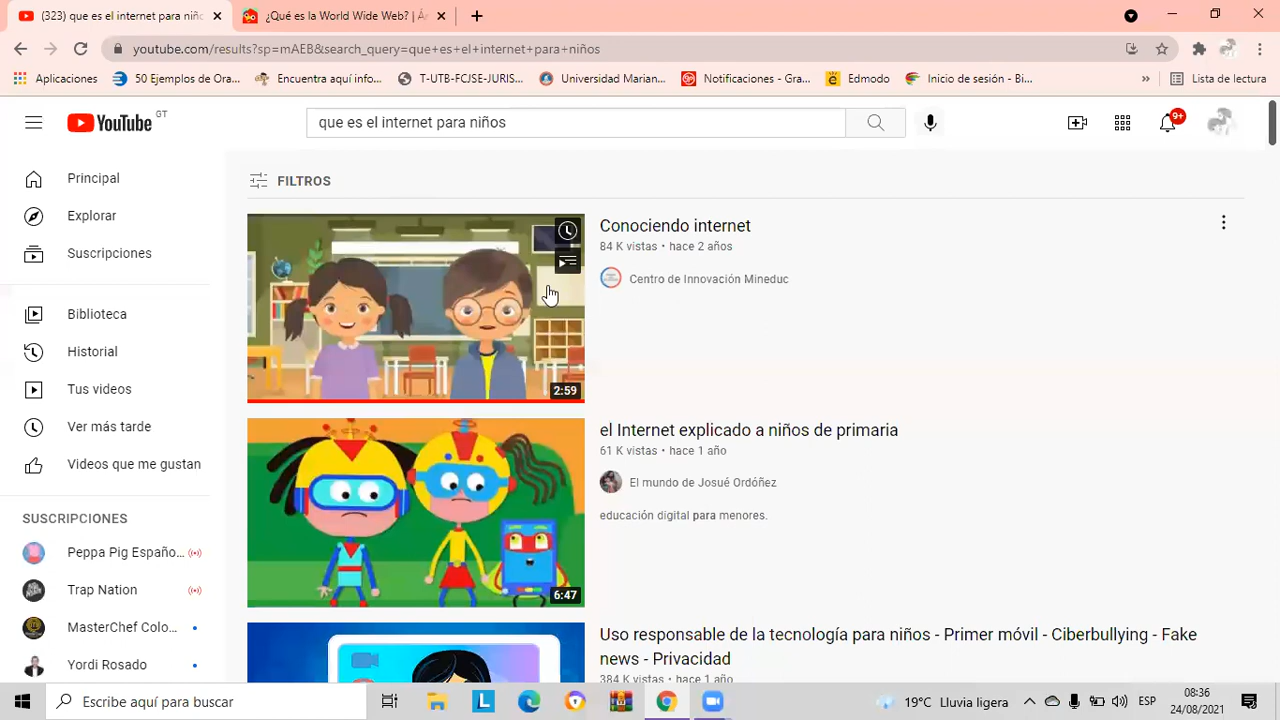 (323) que es el internet para niño
¿Qué es la World Wide Web? | Ár
youtube.com/results?sp=mAEB&search_query=que+es+el+internet+para+niños
Aplicaciones
50 Ejemplos de Ora...
Encuentra aquí info...
T-UTB-FCJSE-JURIS...
Universidad Marian...
Notificaciones - Gra...
Edmodo
Inicio de sesión - Bi...
»
Lista de lectura
YouTube GT
que es el internet para niños
9+
Principal
Explorar
Suscripciones
Biblioteca
Historial
Tus videos
Ver más tarde
Videos que me gustan
SUSCRIPCIONES
Peppa Pig Españo...
Trap Nation
MasterChef Colo...
Yordi Rosado
FILTROS
2:59
Conociendo internet
84 K vistas • hace 2 años
Centro de Innovación Mineduc
6:47
el Internet explicado a niños de primaria
61 K vistas • hace 1 año
El mundo de Josué Ordóñez
educación digital para menores.
Uso responsable de la tecnología para niños - Primer móvil - Ciberbullying - Fake
news - Privacidad
384 K vistas • hace 1 año
Escribe aquí para buscar
L
19°C Lluvia ligera
ESP
08:36
24/08/2021